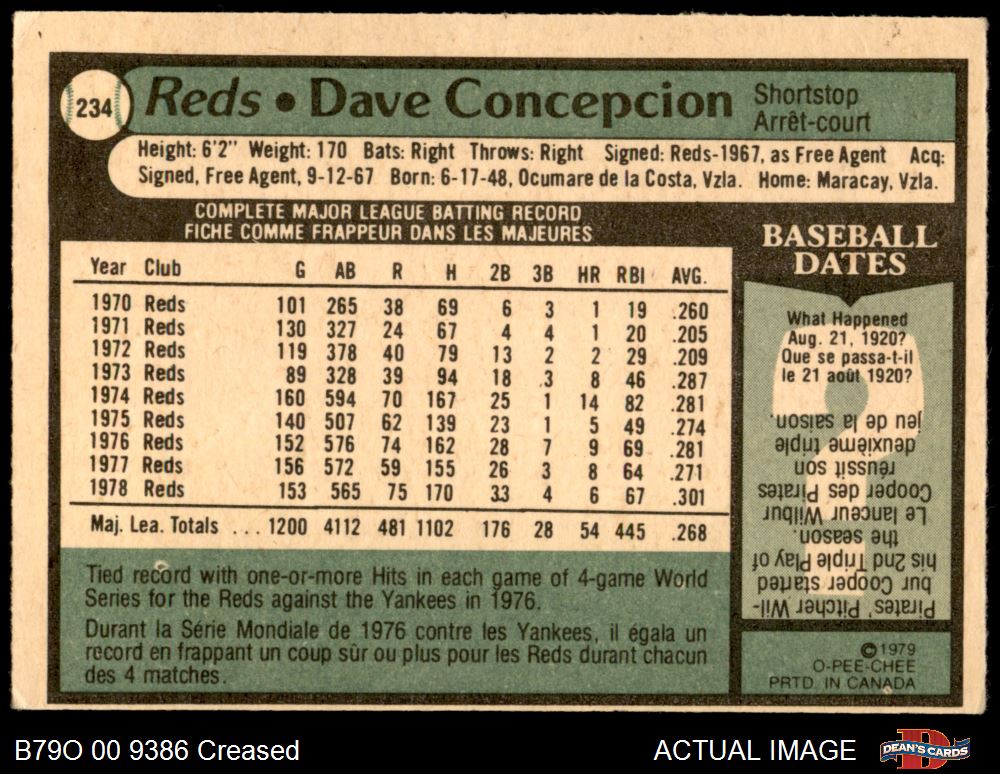 234
Reds • Dave Concepcion
Shortstop
Arrêt-court
Height: 6'2" Weight: 170 Bats: Right Throws: Right Signed: Reds-1967, as Free Agent Acq:
Signed, Free Agent, 9-12-67 Born: 6-17-48, Ocumare de la Costa, Vzla. Home: Maracay, Vzla.
COMPLETE MAJOR LEAGUE BATTING RECORD
FICHE COMME FRAPPEUR DANS LES MAJEURES
Year Club G AB R H 2B 3B HR RBI AVG.
1970 Reds 101 265 38 69 6 3 1 19 .260
1971 Reds 130 327 24 67 4 4 1 20 .205
1972 Reds 119 378 40 79 13 2 2 29 .209
1973 Reds 89 328 39 94 18 .3 8 46 .287
1974 Reds 160 594 70 167 25 1 14 82 .281
1975 Reds 140 507 62 139 23 1 5 49 .274
1976 Reds 152 576 74 162 28 7 9 69 .281
1977 Reds 156 572 59 155 26 3 8 64 .271
1978 Reds 153 565 75 170 33 4 6 67 .301
Maj. Lea. Totals ... 1200 4112 481 1102 176 28 54 445 .268
Tied record with one-or-more Hits in each game of 4-game World
Series for the Reds against the Yankees in 1976.
Durant la Série Mondiale de 1976 contre les Yankees, il égala un
record en frappant un coup sûr ou plus pour les Reds durant chacun
des 4 matches.
BASEBALL
DATES
What Happened
Aug. 21, 1920?
Que se passa-t-il
le 21 août 1920?
Pirates' Pitcher Wil-
bur Cooper started
his 2nd Triple Play of
the season.
Le lanceur Wilbur
Cooper des Pirates
réussit son
deuxième triple
jeu de la saison.
©1979
O-PEE-CHEE
PRTD. IN CANADA
B79O 00 9386 Creased
ACTUAL IMAGE
DEAN'S CARDS